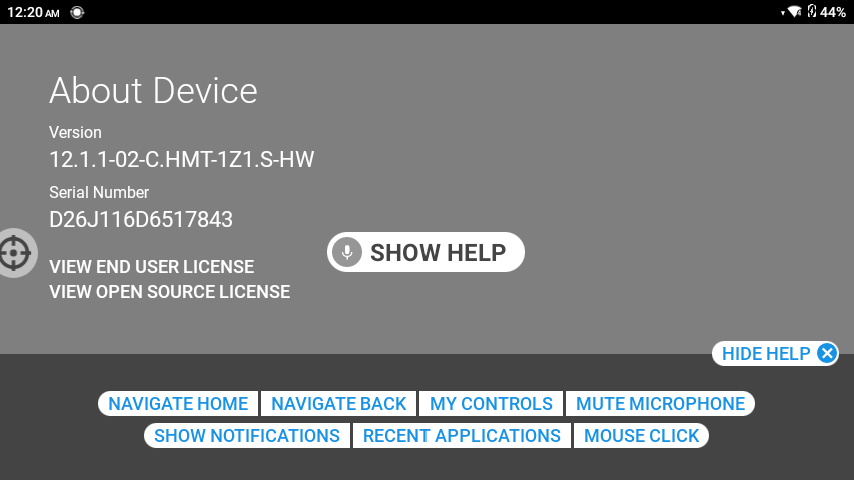 12:20 AM
44%
About Device
Version
12.1.1-02-C.HMT-1Z1.S-HW
Serial Number
D26J116D6517843
SHOW HELP
VIEW END USER LICENSE
VIEW OPEN SOURCE LICENSE
HIDE HELP
NAVIGATE HOME NAVIGATE BACK MY CONTROLS MUTE MICROPHONE
SHOW NOTIFICATIONS RECENT APPLICATIONS MOUSE CLICK